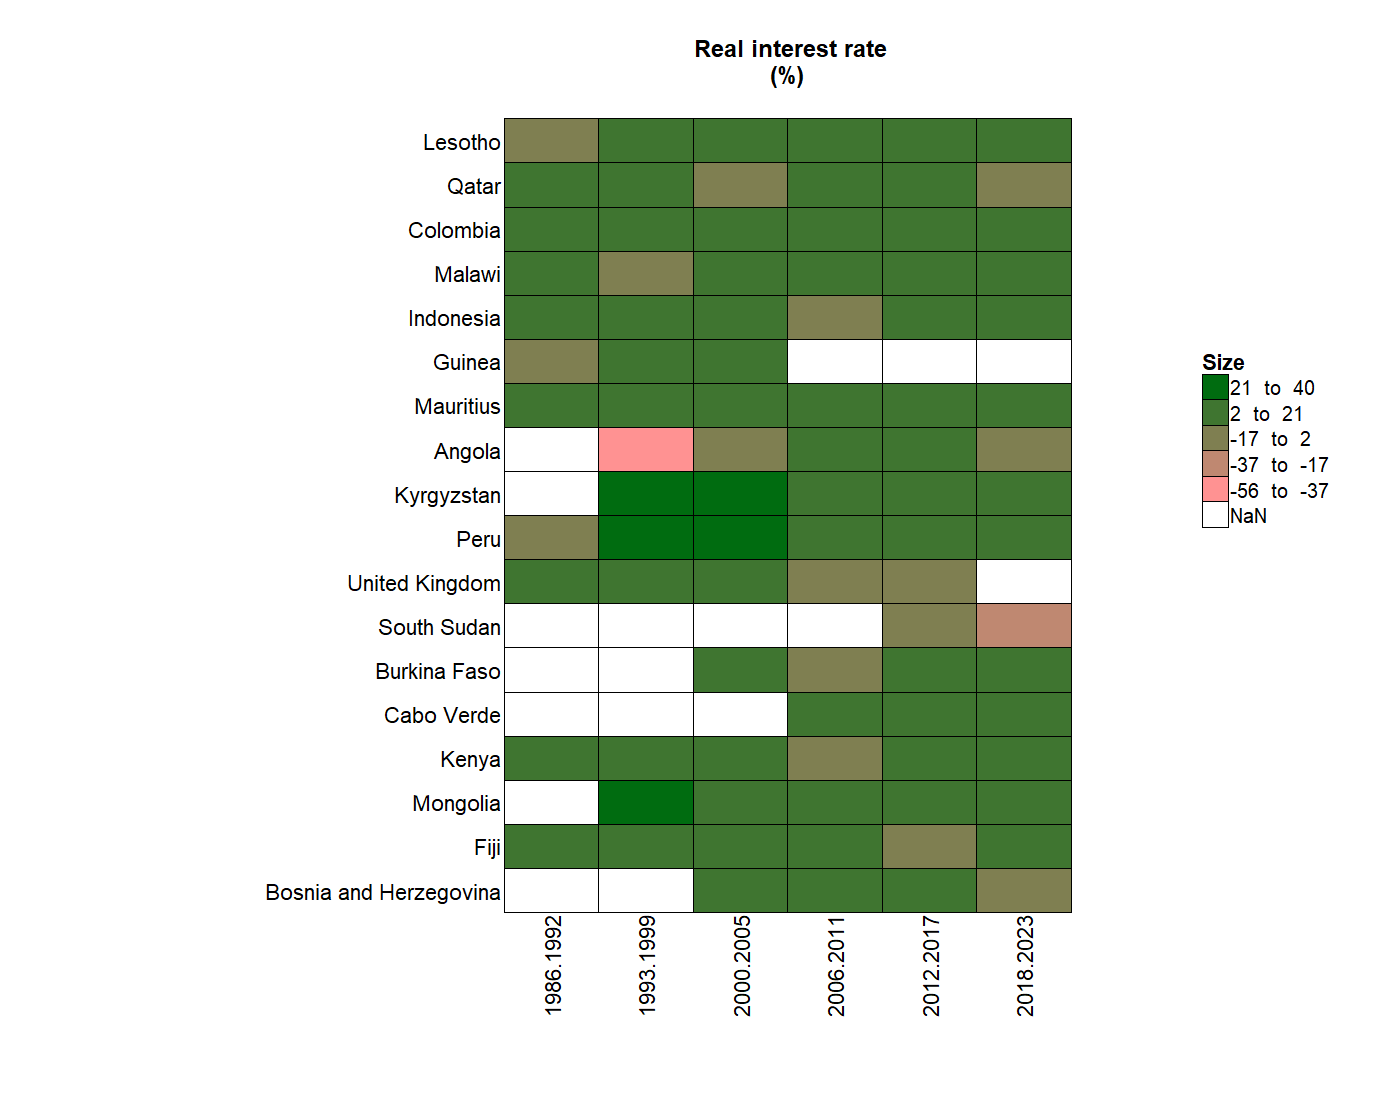 Real interest rate
(%)
Lesotho
Qatar
Colombia
Malawi
Indonesia
Guinea
Mauritius
Angola
Kyrgyzstan
Peru
United Kingdom
South Sudan
Burkina Faso
Cabo Verde
Kenya
Mongolia
Fiji
Bosnia and Herzegovina
1986.1992
1993.1999
2000.2005
2006.2011
2012.2017
2018.2023
Size
21 to 40
2 to 21
-17 to 2
-37 to -17
-56 to -37
NaN